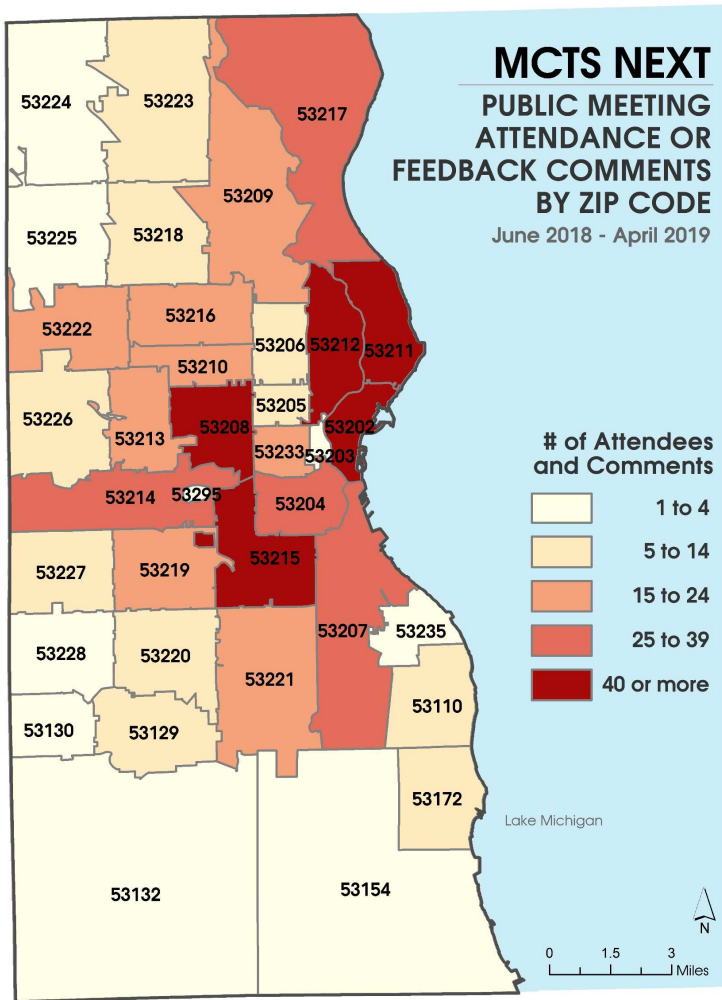 MCTS NEXT
PUBLIC MEETING
ATTENDANCE OR
FEEDBACK COMMENTS
BY ZIP CODE
June 2018 - April 2019
53224
53223
53217
53209
53225
53218
53222
53216
53206
53212
53211
53210
53205
53226
53208
53202
53213
53233
53203
53214
53295
53204
53215
53227
53219
53207
53235
53228
53220
53221
53110
53130
53129
53172
53132
53154
# of Attendees
and Comments
1 to 4
5 to 14
15 to 24
25 to 39
40 or more
Lake Michigan
N
0 1.5 3
Miles